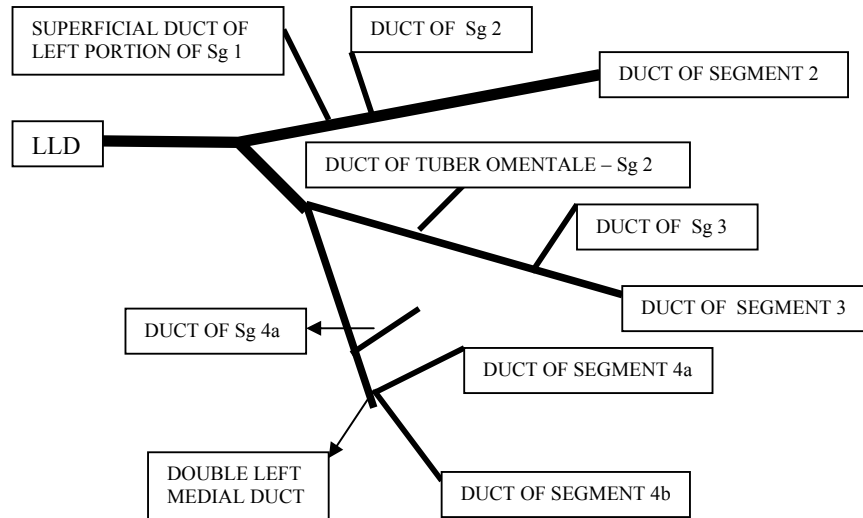 SUPERFICIAL DUCT OF
LEFT PORTION OF Sg 1
DUCT OF Sg 2
DUCT OF SEGMENT 2
LLD
DUCT OF TUBER OMENTALE – Sg 2
DUCT OF Sg 3
DUCT OF SEGMENT 3
DUCT OF Sg 4a
DUCT OF SEGMENT 4a
DOUBLE LEFT
MEDIAL DUCT
DUCT OF SEGMENT 4b